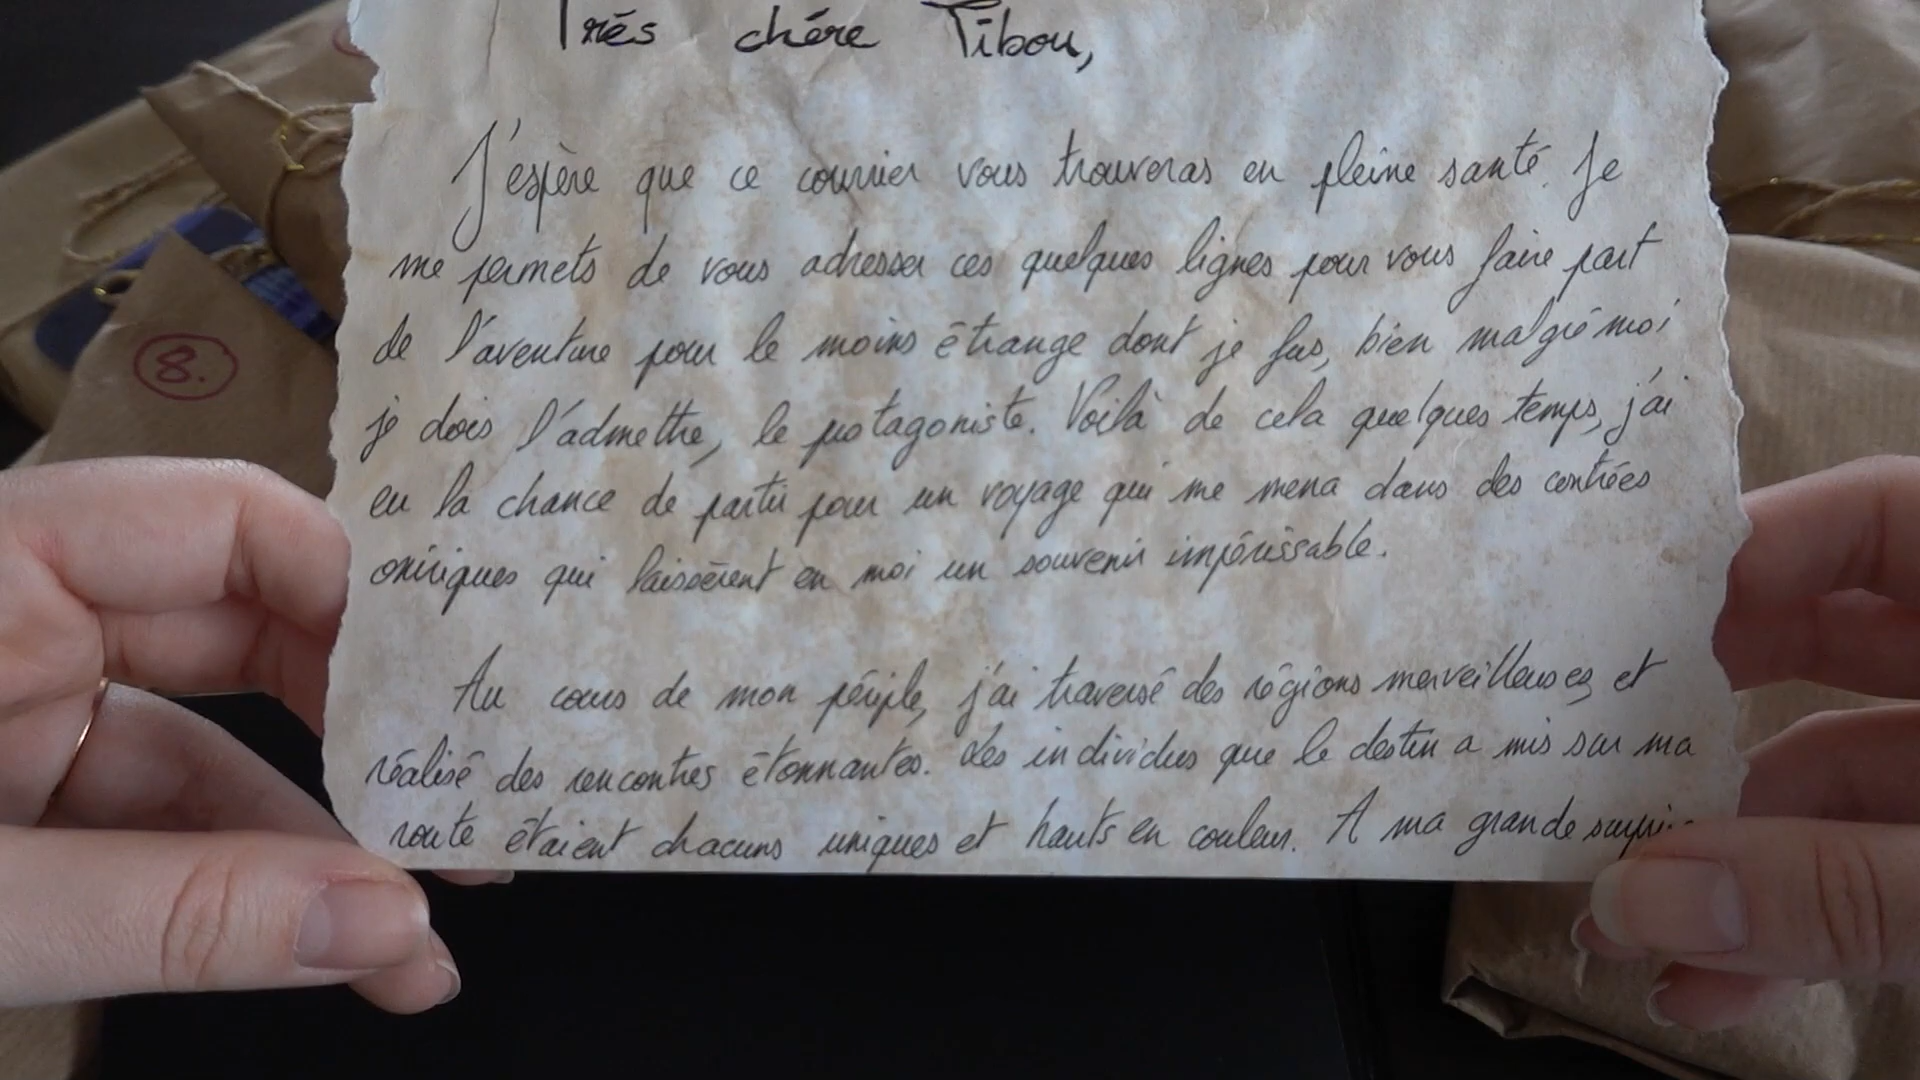 Trés chére Tibou,
J'espère que ce courrier vous trouveras en pleine santé. Je
me permets de vous adresser ces quelques lignes pour vous faire part
de l'aventure pour le moins étrange dont je fus, bien malgré moi
je dois l'admettre, le potagoniste. Voilà de cela quelques temps, j'ai
eu la chance de partir pour un voyage qui me mena dans des contrées
oniriques qui laissèrent en moi un souvenir impérissable.
Au cours de mon périple, j'ai traversé des régions merveilleuses et
réalisé des rencontres étonnantes. Les individus que le destin a mis sur ma
route étaient chacuns uniques et hauts en couleur. A ma grande
8.